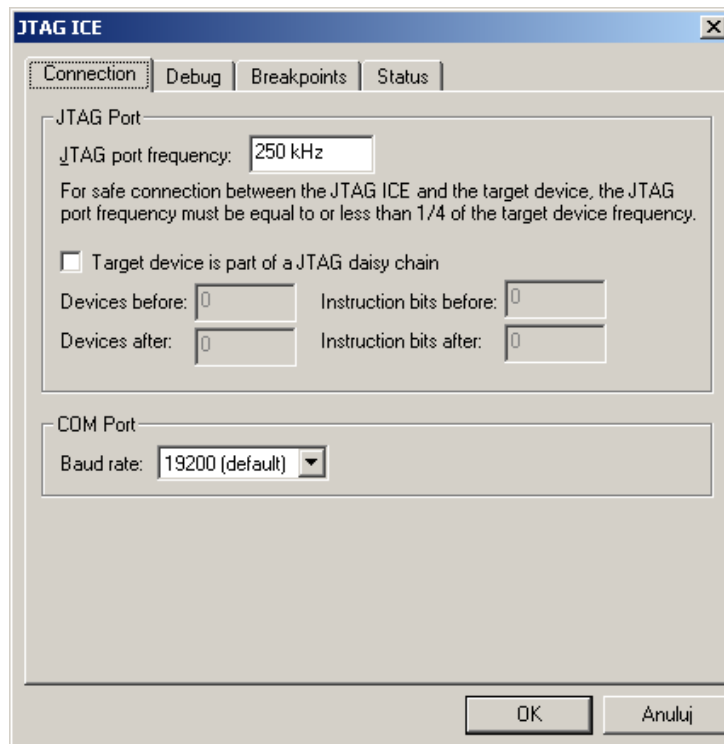 JTAG ICE
Connection Debug Breakpoints Status
JTAG Port
JTAG port frequency: 250 kHz
For safe connection between the JTAG ICE and the target device, the JTAG
port frequency must be equal to or less than 1/4 of the target device frequency.
Target device is part of a JTAG daisy chain
Devices before: 0 Instruction bits before: 0
Devices after: 0 Instruction bits after: 0
COM Port
Baud rate: 19200 (default)
OK Anuluj